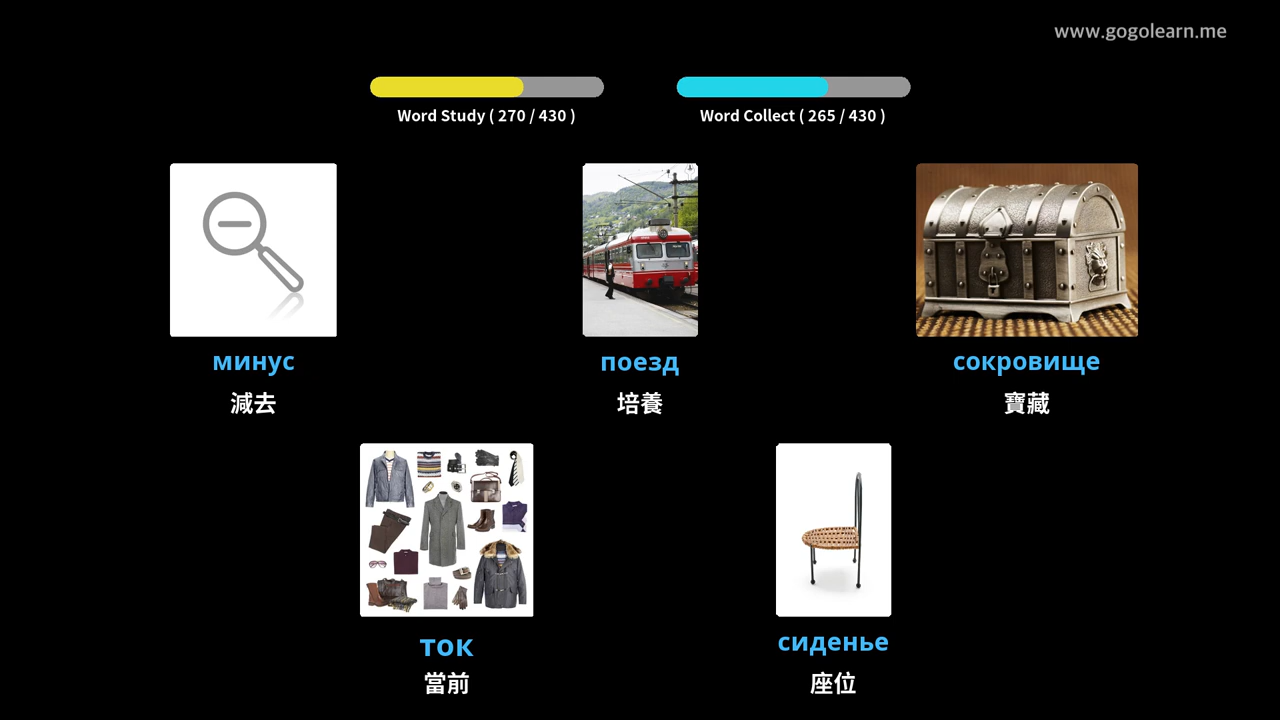 www.gogolearn.me
Word Study ( 270 / 430 )
Word Collect ( 265 / 430 )
минус
減去
поезд
培養
сокровище
寶藏
ток
當前
сиденье
座位